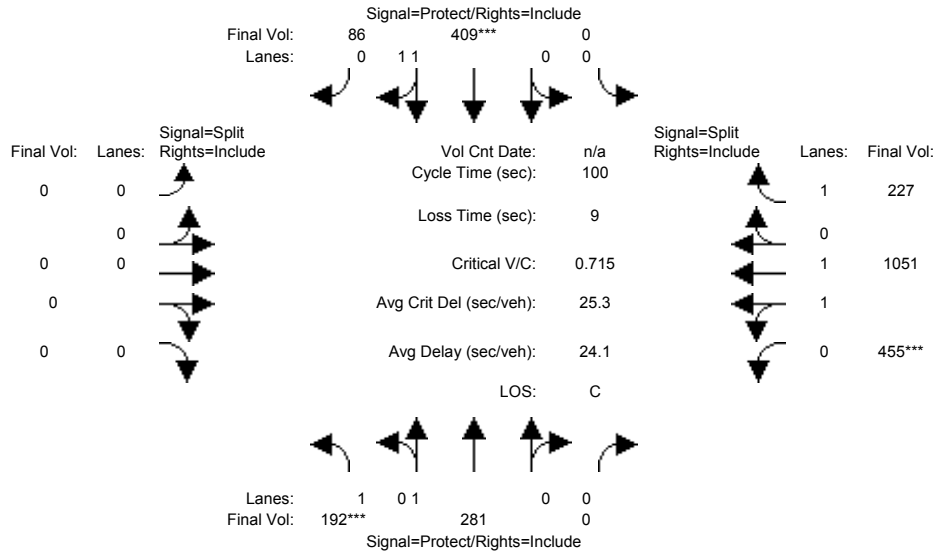 Signal=Protect/Rights=Include
Final Vol: 86 409*** 0
Lanes: 0 1 1 0 0
Signal=Split
Final Vol: Lanes: Rights=Include
Vol Cnt Date: n/a
Signal=Split
Rights=Include Lanes: Final Vol:
Cycle Time (sec): 100
0 0
1 227
Loss Time (sec): 9
0
0
0 0
Critical V/C: 0.715
1 1051
0
Avg Crit Del (sec/veh): 25.3
1
0 0
Avg Delay (sec/veh): 24.1
0 455***
LOS: C
Lanes: 1 0 1 0 0
Final Vol: 192*** 281 0
Signal=Protect/Rights=Include